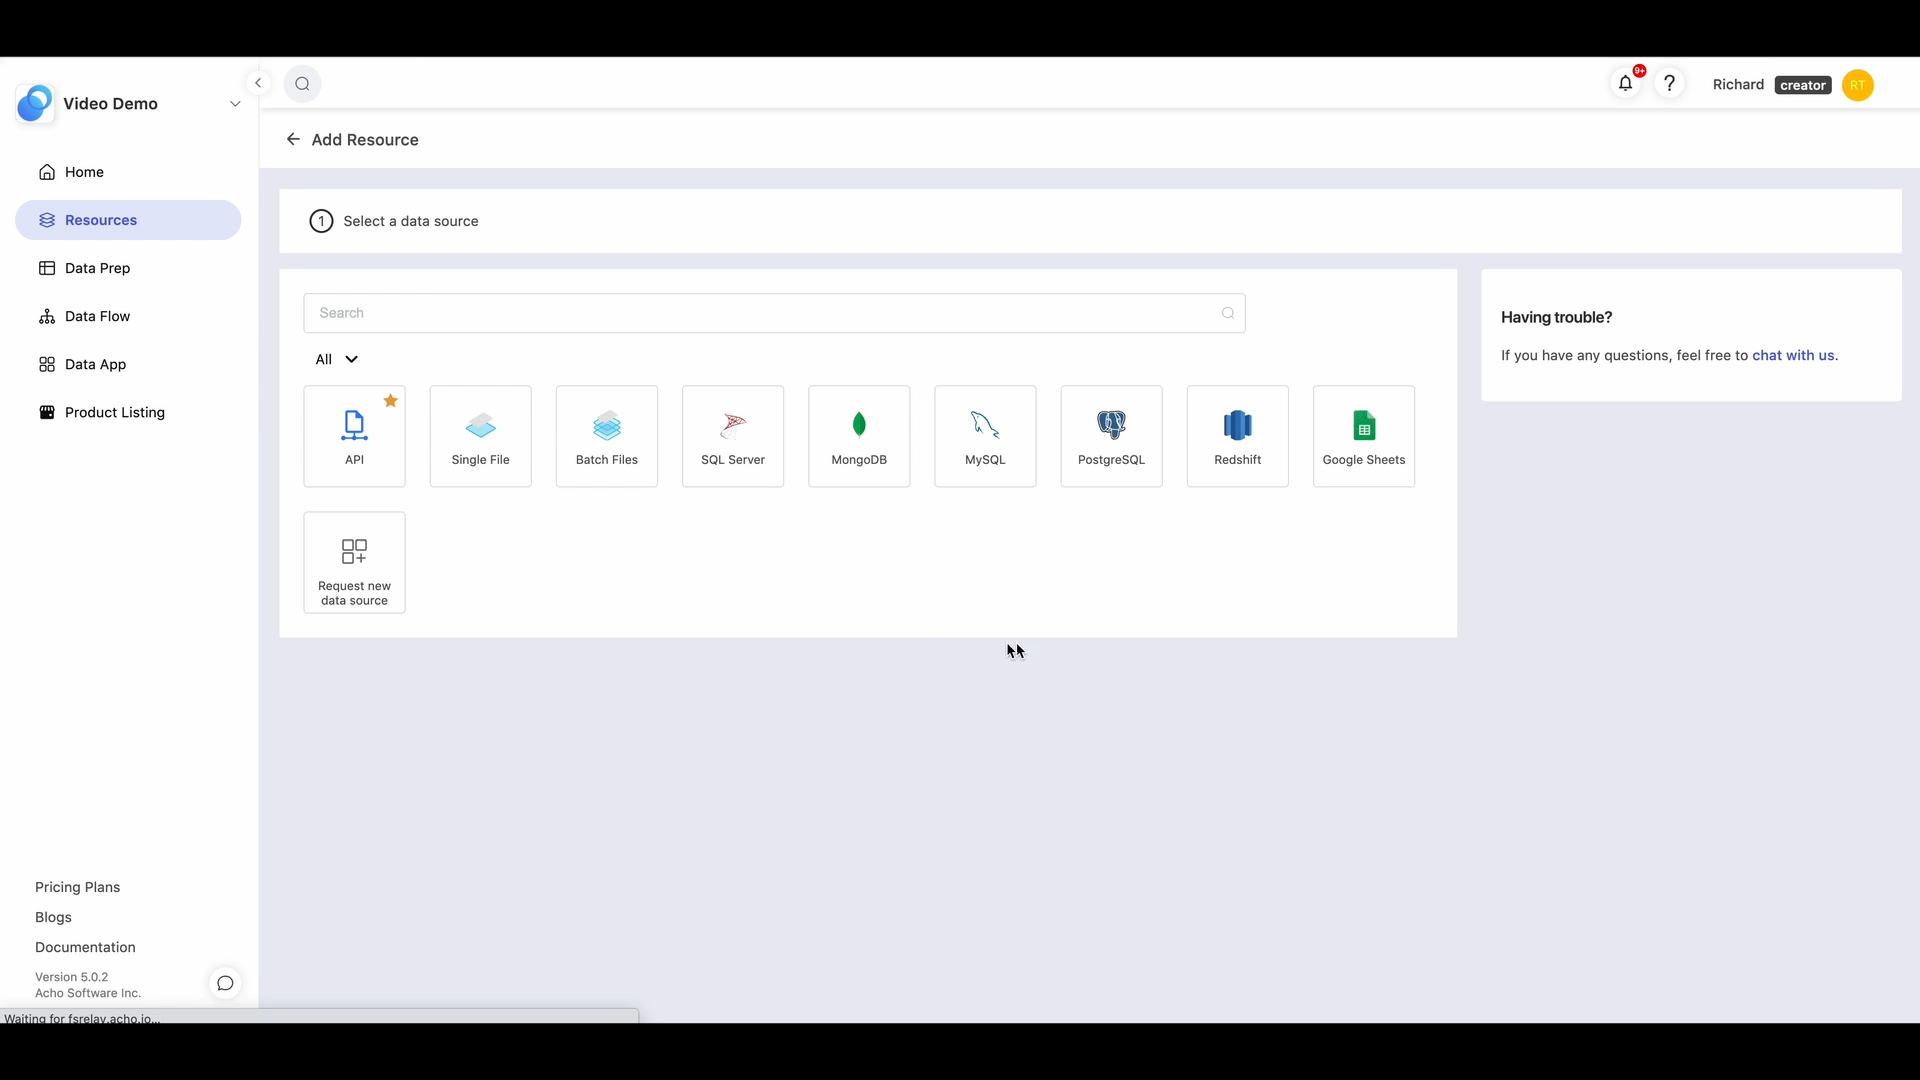 Video Demo
Home
Resources
Data Prep
Data Flow
Data App
Product Listing
Pricing Plans
Blogs
Documentation
Version 5.0.2
Acho Software Inc.
Waiting for fsrelay.acho.io...
9+
?
Richard
creator
RT
Add Resource
1 Select a data source
Search
All
API
Single File
Batch Files
SQL Server
MongoDB
MySQL
PostgreSQL
Redshift
Google Sheets
Request new
data source
Having trouble?
If you have any questions, feel free to chat with us.